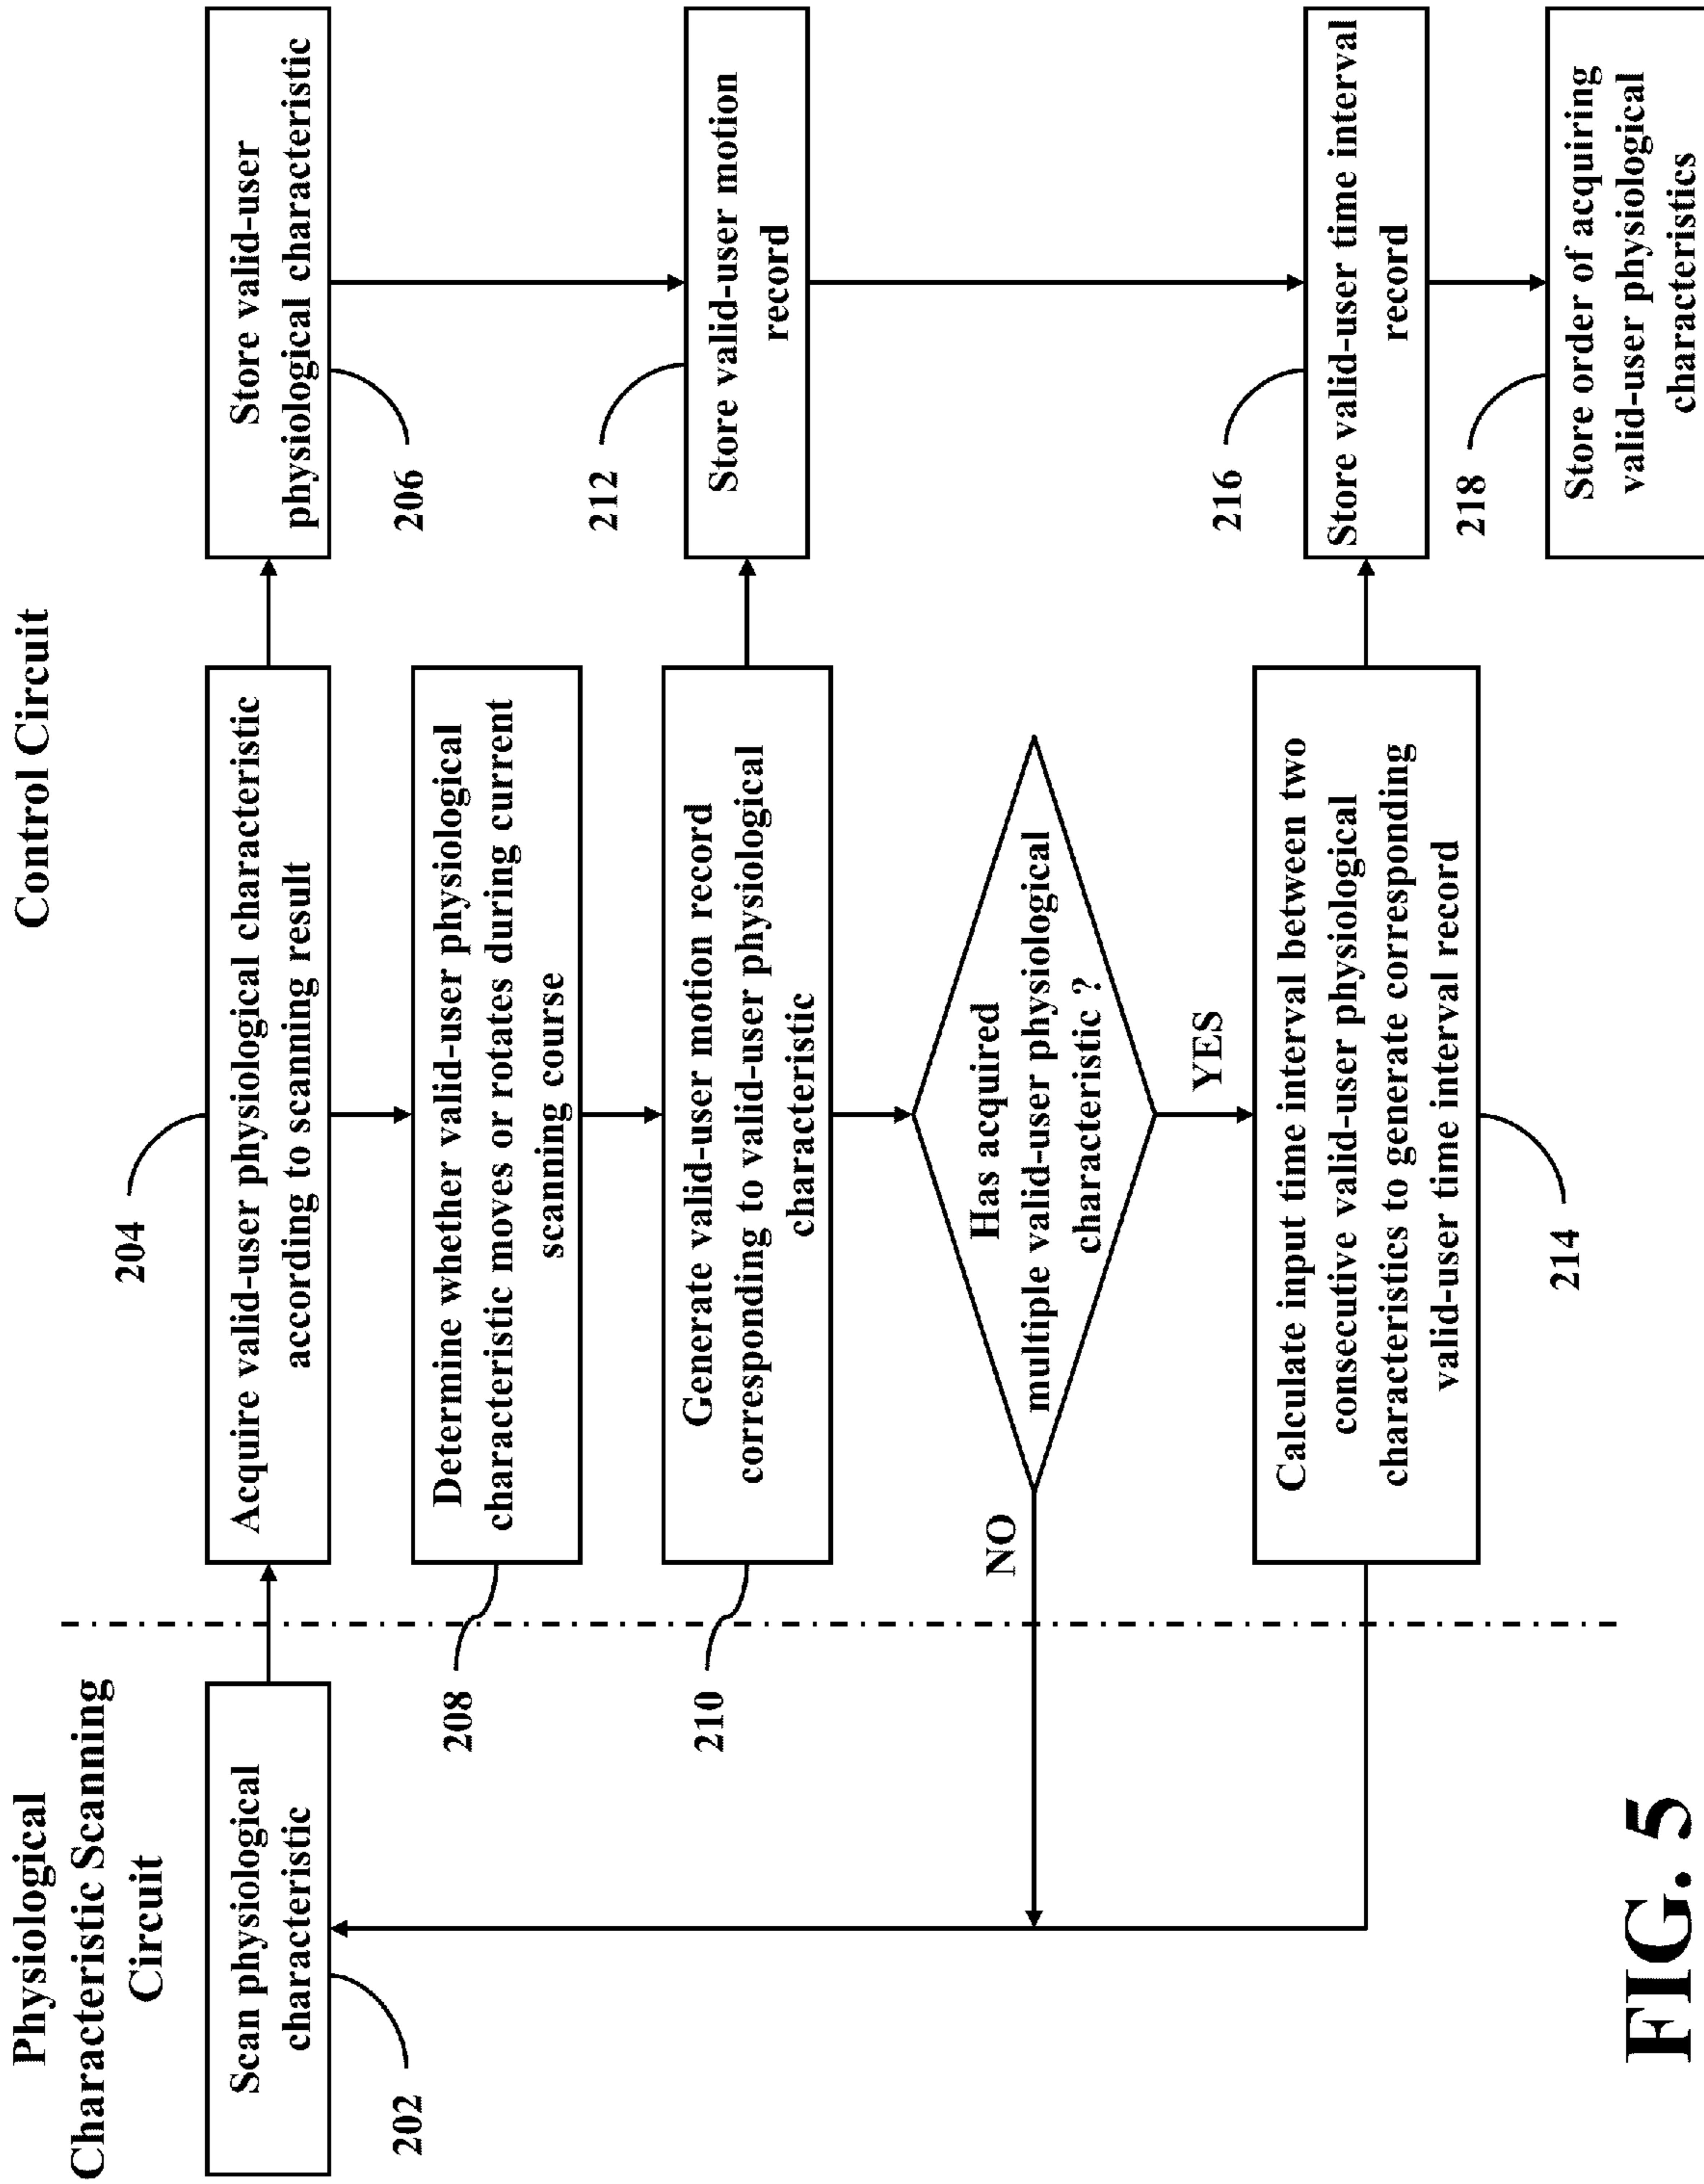 Physiological
Characteristic Scanning
Circuit
Control Circuit
Scan physiological
characteristic
202
204
Acquire valid-user physiological characteristic
according to scanning result
Store valid-user
physiological characteristic
206
208
Determine whether valid-user physiological
characteristic moves or rotates during current
scanning course
210
Generate valid-user motion record
corresponding to valid-user physiological
characteristic
212
Store valid-user motion
record
Has acquired
multiple valid-user physiological
characteristic ?
NO
YES
Calculate input time interval between two
consecutive valid-user physiological
characteristics to generate corresponding
valid-user time interval record
214
216
Store valid-user time interval
record
218
Store order of acquiring
valid-user physiological
characteristics
FIG. 5